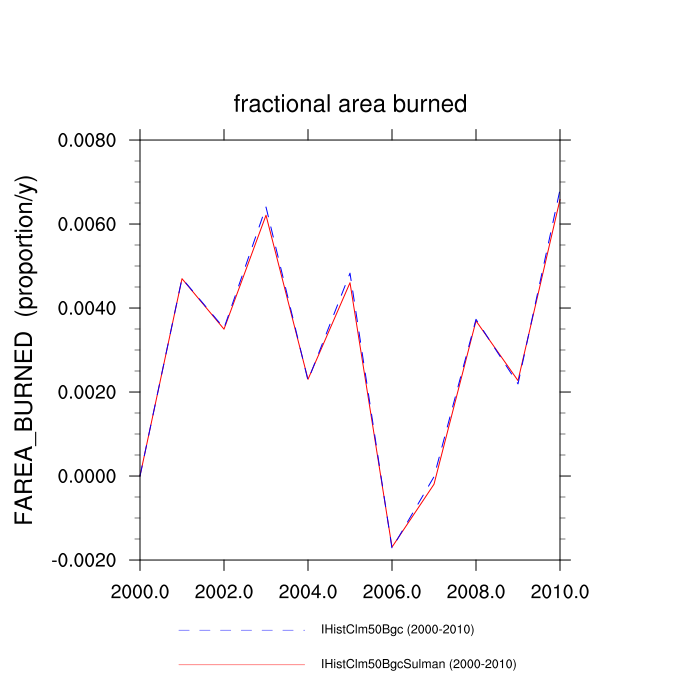 fractional area burned
FAREA_BURNED (proportion/y)
0.0080
0.0060
0.0040
0.0020
0.0000
-0.0020
2000.0 2002.0 2004.0 2006.0 2008.0 2010.0
IHistClm50Bgc (2000-2010)
IHistClm50BgcSulman (2000-2010)